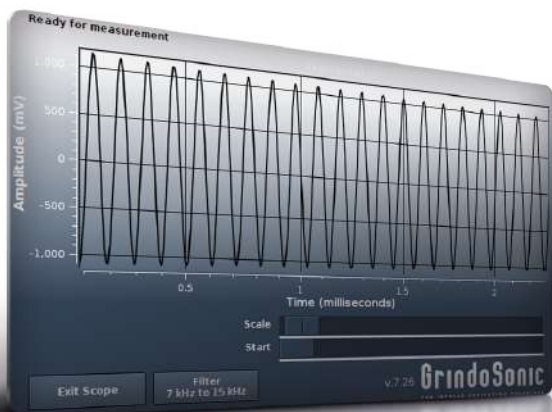 Ready for measurement
Amplitude (mV)
1,000
500
0
-500
-1,000
0.5
1
1.5
2
Time (milliseconds)
Scale
Start
Exit Scope
Filter
7 kHz to 15 kHz
v.7.26 GrindoSonic